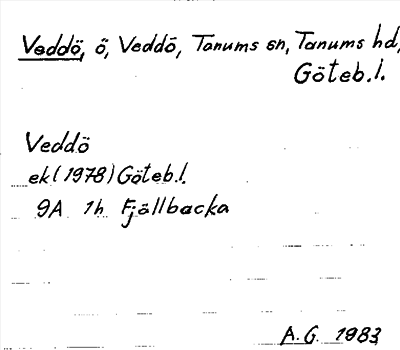 Veddö, ö, Veddö, Tanums sn, Tanums hd,
Göteb.l.
Veddö
ek (1978) Göteb.l.
9A 1h Fjällbacka
A.G. 1983